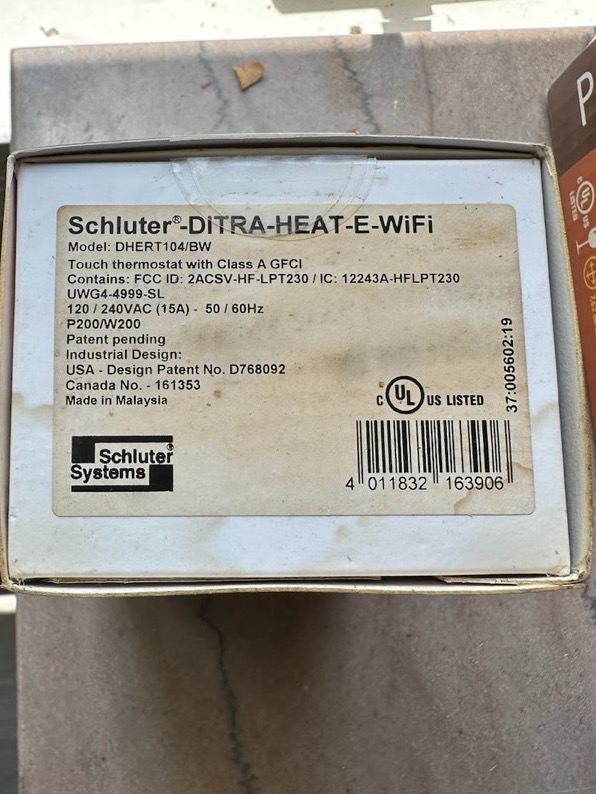 Schluter®-DITRA-HEAT-E-WiFi
Model: DHERT104/BW
Touch thermostat with Class A GFCI
Contains: FCC ID: 2ACSV-HF-LPT230 / IC: 12243A-HFLPT230
UWG4-4999-SL
120 / 240VAC (15A) - 50 / 60Hz
P200/W200
Patent pending
Industrial Design:
USA - Design Patent No. D768092
Canada No. - 161353
Made in Malaysia
C UL US LISTED
37:005602:19
Schluter
Systems
4 011832 163906
P
C UL
LISTED